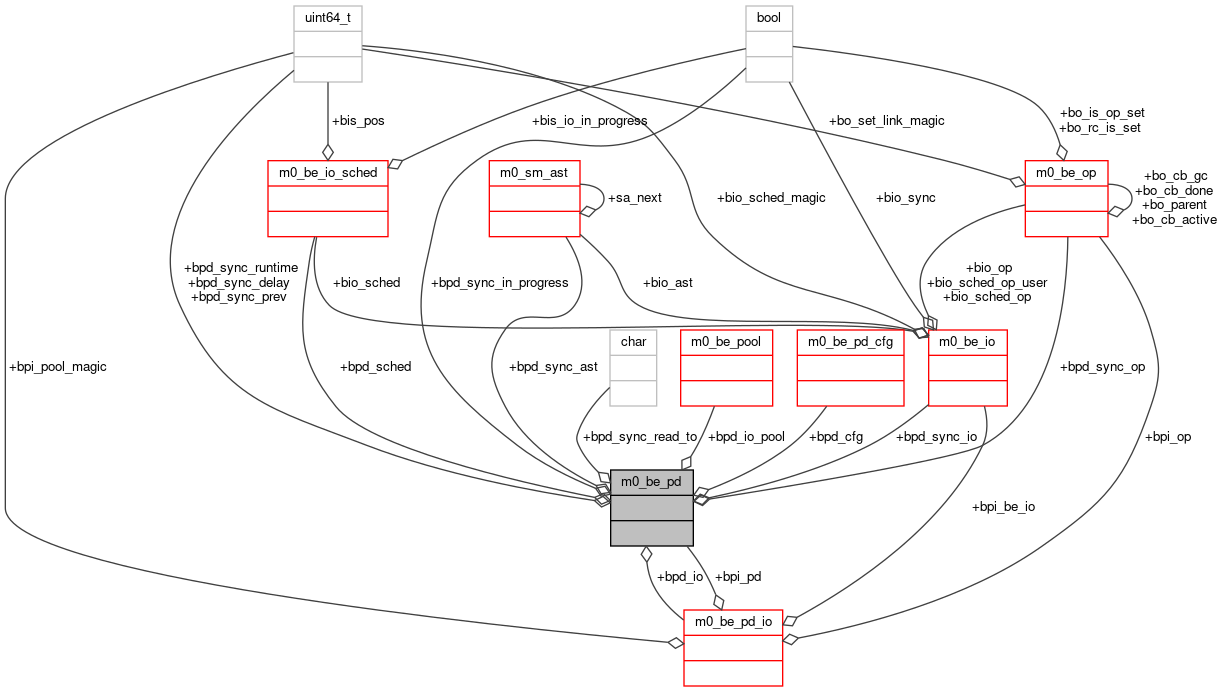 uint64_t
bool
+bis_pos
+bis_io_in_progress
+bo_set_link_magic
+bo_is_op_set
+bo_rc_is_set
m0_be_io_sched
m0_sm_ast
m0_be_op
+sa_next
+bio_sched_magic
+bio_sync
+bo_cb_gc
+bo_cb_done
+bo_parent
+bo_cb_active
+bpd_sync_runtime
+bpd_sync_delay
+bpd_sync_prev
+bio_sched
+bpd_sync_in_progress
+bio_ast
+bio_op
+bio_sched_op_user
+bio_sched_op
char
m0_be_pool
m0_be_pd_cfg
m0_be_io
+bpi_pool_magic
+bpd_sched
+bpd_sync_ast
+bpd_sync_op
+bpd_sync_read_to
+bpd_io_pool
+bpd_cfg
+bpd_sync_io
+bpi_op
m0_be_pd
+bpi_be_io
+bpd_io
+bpi_pd
m0_be_pd_io